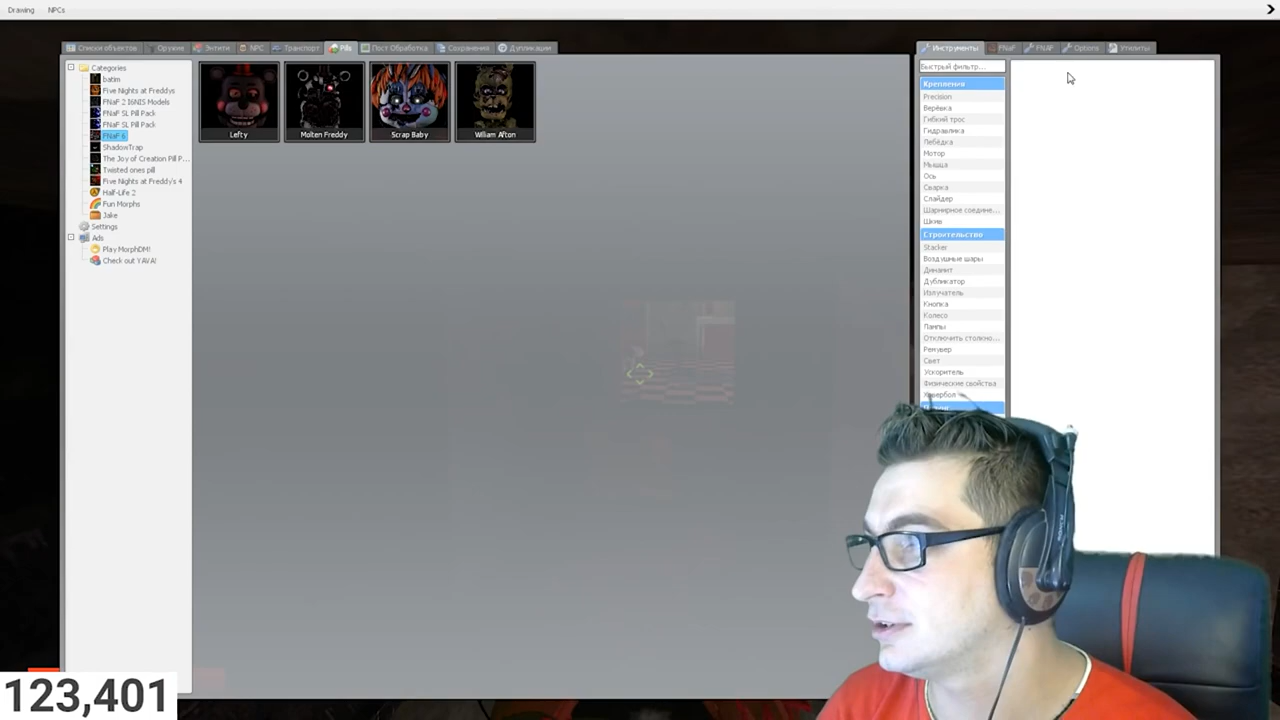 Drawing NPCs
Списки объектов Оружие Энтити NPC Транспорт Pills Пост Обработка Сохранения Дупликации
Categories
batim
Five Nights at Freddys
FNaF 2 IGNIS Models
FNaF SL Pill Pack
FNaF SL Pill Pack
FNaF 6
ShadowTrap
The Joy of Creation Pill P...
Twisted ones pill
Five Nights at Freddy's 4
Half-Life 2
Fun Morphs
Jake
Settings
Ads
Play MorphDM!
Check out YAVA!
Lefty Molten Freddy Scrap Baby William Afton
Инструменты FNaF FNAF Options Утилиты
Быстрый фильтр...
Крепления
Precision
Верёвка
Гибкий трос
Гидравлика
Лебёдка
Мотор
Мышца
Ось
Сварка
Слайдер
Шарнирное соедине...
Шкив
Строительство
Stacker
Воздушные шары
Динамит
Дубликатор
Излучатель
Кнопка
Колесо
Лампы
Отключить столкно...
Ремувер
Свет
Ускоритель
Физические свойства
Ховербол
123,401